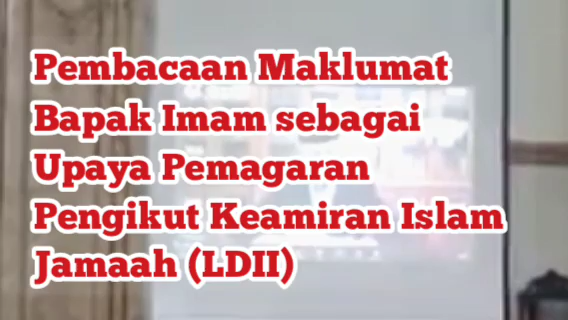 Pembacaan Maklumat
Bapak Imam sebagai
Upaya Pemagaran
Pengikut Keamiran Islam
Jamaah (LDII)